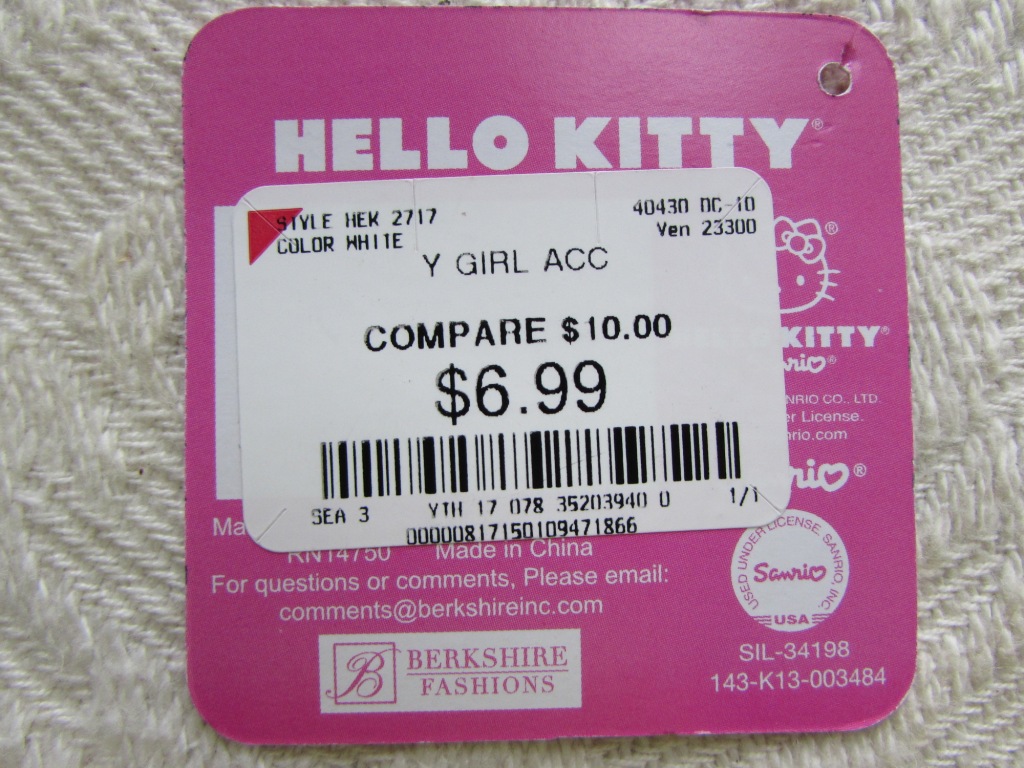 HELLO KITTY®
STYLE HEK 2717
COLOR WHITE
40430 DC-10
Ven 23300
Y GIRL ACC
COMPARE $10.00
$6.99
SEA 3 YTH 17 078 35203940 0 1/1
000008171501094718​66
®
KITTY®
®
CO., LTD.
License.
®
RN14750 Made in China
For questions or comments, Please email:
comments@berkshireinc.com
B BERKSHIRE
FASHIONS
USED UNDER LICENSE, SANRIO, INC.
Sanrio
USA
SIL-34198
143-K13-003484